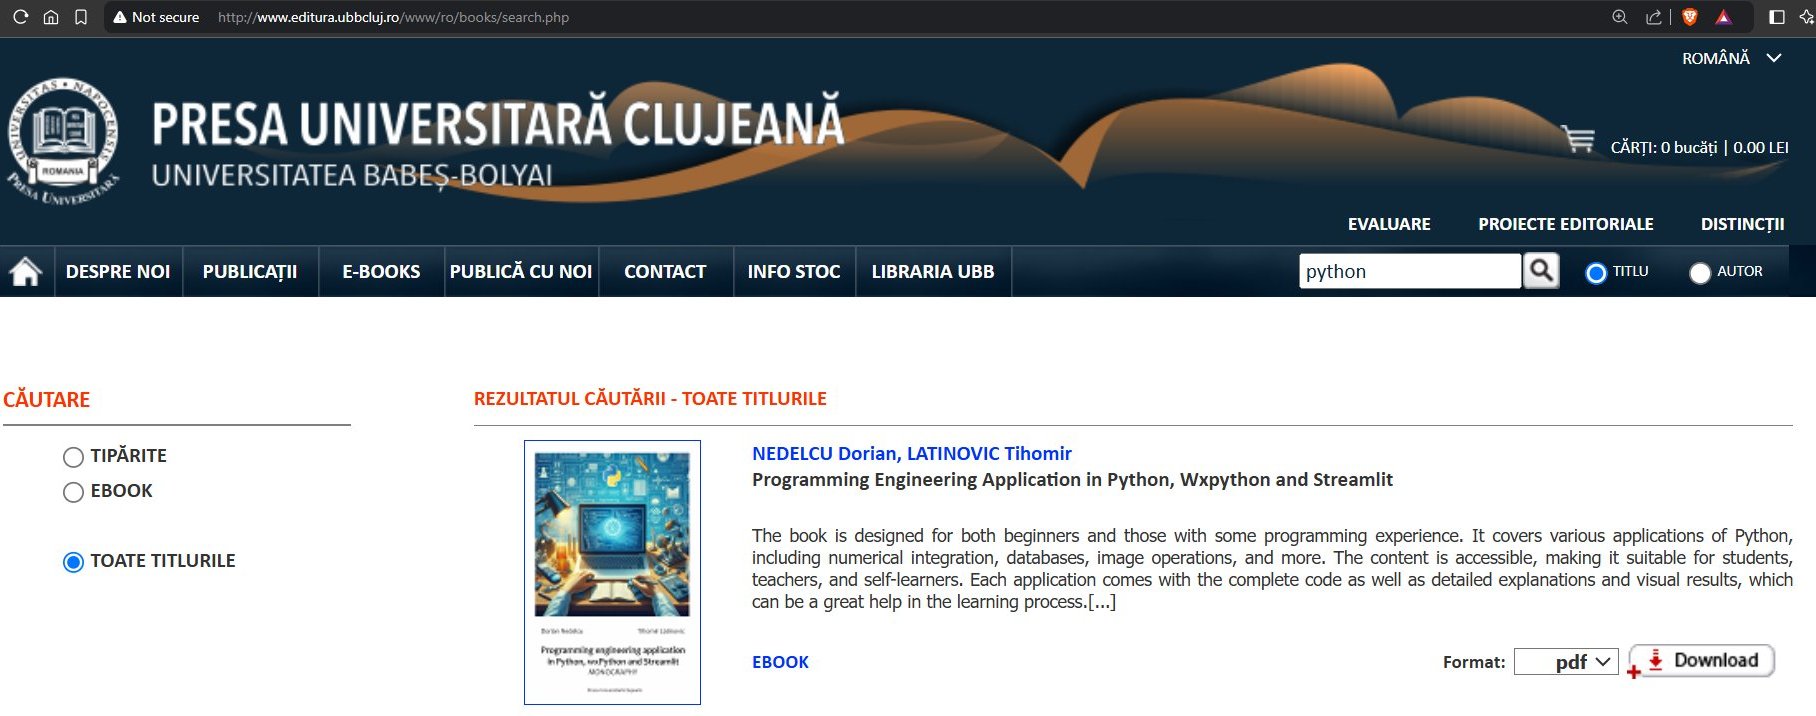 Not secure http://www.editura.ubbcluj.ro/www/ro/books/search.php
ROMÂNĂ
PRESA UNIVERSITARĂ CLUJEANĂ
UNIVERSITATEA BABEȘ-BOLYAI
UNIVERSITAS NAPOCENSIS
ROMANIA
PRESA UNIVERSITARĂ
CĂRȚI: 0 bucăți | 0.00 LEI
EVALUARE PROIECTE EDITORIALE DISTINCȚII
DESPRE NOI PUBLICAȚII E-BOOKS PUBLICĂ CU NOI CONTACT INFO STOC LIBRARIA UBB python TITLU AUTOR
CĂUTARE
TIPĂRITE
EBOOK
TOATE TITLURILE
REZULTATUL CĂUTĂRII - TOATE TITLURILE
Dorian Nedelcu Tihomir Latinovic
Programming engineering application
in Python, wxPython and Streamlit
MONOGRAPHY
NEDELCU Dorian, LATINOVIC Tihomir
Programming Engineering Application in Python, Wxpython and Streamlit
The book is designed for both beginners and those with some programming experience. It covers various applications of Python,
including numerical integration, databases, image operations, and more. The content is accessible, making it suitable for students,
teachers, and self-learners. Each application comes with the complete code as well as detailed explanations and visual results, which
can be a great help in the learning process.[...]
EBOOK
Format: pdf Download